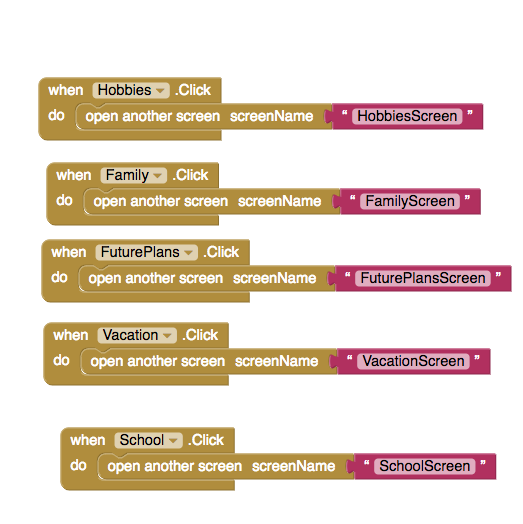 when Hobbies .Click
do open another screen screenName “ HobbiesScreen ”
when Family .Click
do open another screen screenName “ FamilyScreen ”
when FuturePlans .Click
do open another screen screenName “ FuturePlansScreen ”
when Vacation .Click
do open another screen screenName “ VacationScreen ”
when School .Click
do open another screen screenName “ SchoolScreen ”